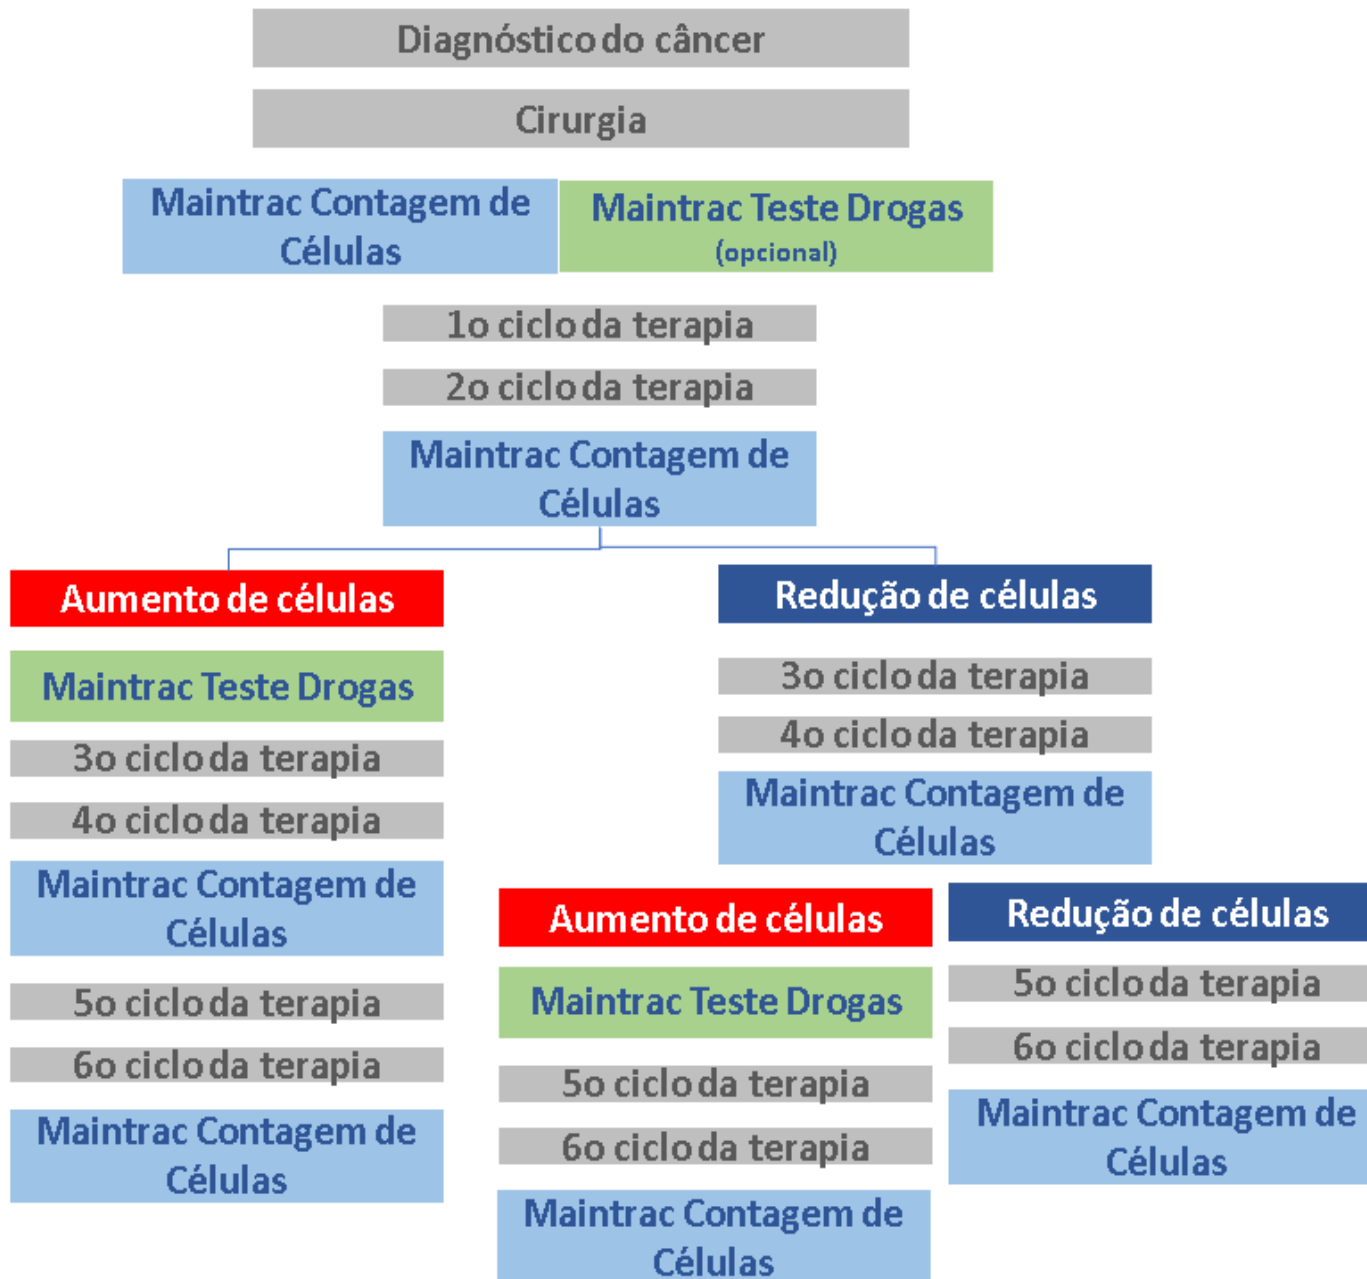 Diagnóstico do câncer
Cirurgia
Maintrac Contagem de
Células
Maintrac Teste Drogas
(opcional)
1o ciclo da terapia
2o ciclo da terapia
Maintrac Contagem de
Células
Aumento de células
Maintrac Teste Drogas
3o ciclo da terapia
4o ciclo da terapia
Maintrac Contagem de
Células
5o ciclo da terapia
6o ciclo da terapia
Maintrac Contagem de
Células
Redução de células
3o ciclo da terapia
4o ciclo da terapia
Maintrac Contagem de
Células
Aumento de células
Maintrac Teste Drogas
5o ciclo da terapia
6o ciclo da terapia
Maintrac Contagem de
Células
Redução de células
5o ciclo da terapia
6o ciclo da terapia
Maintrac Contagem de
Células